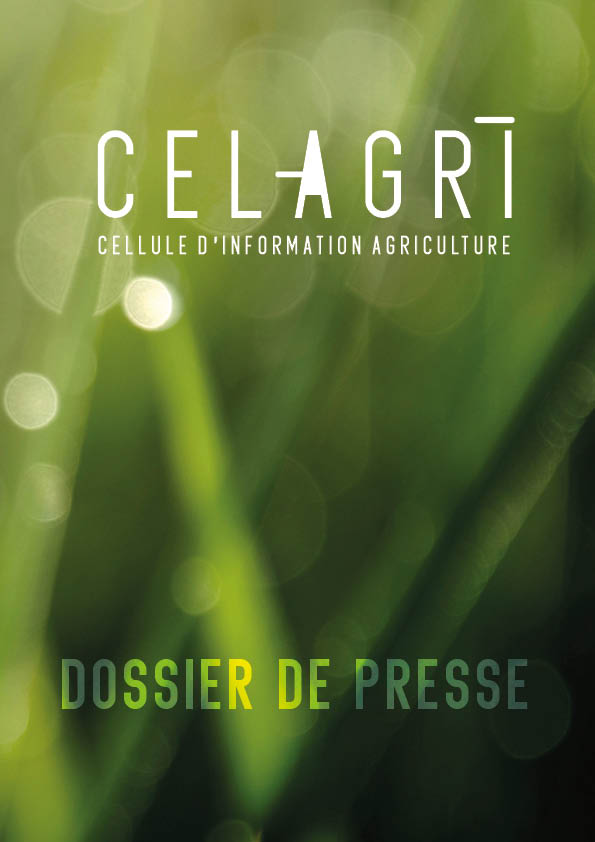 CELAGRI
CELLULE D'INFORMATION AGRICULTURE
DOSSIER DE PRESSE